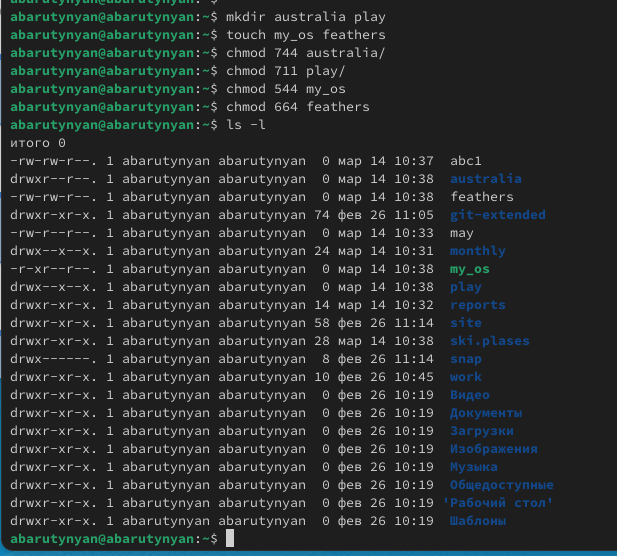 abarutynyan@abarutynyan:~$ mkdir australia play
abarutynyan@abarutynyan:~$ touch my_os feathers
abarutynyan@abarutynyan:~$ chmod 744 australia/
abarutynyan@abarutynyan:~$ chmod 711 play/
abarutynyan@abarutynyan:~$ chmod 544 my_os
abarutynyan@abarutynyan:~$ chmod 664 feathers
abarutynyan@abarutynyan:~$ ls -l
итого 0
-rw-rw-r--. 1 abarutynyan abarutynyan  0 мар 14 10:37  abc1
drwxr--r--. 1 abarutynyan abarutynyan  0 мар 14 10:38  australia
-rw-rw-r--. 1 abarutynyan abarutynyan  0 мар 14 10:38  feathers
drwxr-xr-x. 1 abarutynyan abarutynyan 74 фев 26 11:05  git-extended
-rw-r--r--. 1 abarutynyan abarutynyan  0 мар 14 10:33  may
drwx--x--x. 1 abarutynyan abarutynyan 24 мар 14 10:31  monthly
-r-xr--r--. 1 abarutynyan abarutynyan  0 мар 14 10:38  my_os
drwx--x--x. 1 abarutynyan abarutynyan  0 мар 14 10:38  play
drwxr-xr-x. 1 abarutynyan abarutynyan 14 мар 14 10:32  reports
drwxr-xr-x. 1 abarutynyan abarutynyan 58 фев 26 11:14  site
drwxr-xr-x. 1 abarutynyan abarutynyan 28 мар 14 10:38  ski.plases
drwx------. 1 abarutynyan abarutynyan  8 фев 26 11:14  snap
drwxr-xr-x. 1 abarutynyan abarutynyan 10 фев 26 10:45  work
drwxr-xr-x. 1 abarutynyan abarutynyan  0 фев 26 10:19  Видео
drwxr-xr-x. 1 abarutynyan abarutynyan  0 фев 26 10:19  Документы
drwxr-xr-x. 1 abarutynyan abarutynyan  0 фев 26 10:19  Загрузки
drwxr-xr-x. 1 abarutynyan abarutynyan  0 фев 26 10:19  Изображения
drwxr-xr-x. 1 abarutynyan abarutynyan  0 фев 26 10:19  Музыка
drwxr-xr-x. 1 abarutynyan abarutynyan  0 фев 26 10:19  Общедоступные
drwxr-xr-x. 1 abarutynyan abarutynyan  0 фев 26 10:19 'Рабочий стол'
drwxr-xr-x. 1 abarutynyan abarutynyan  0 фев 26 10:19  Шаблоны
abarutynyan@abarutynyan:~$